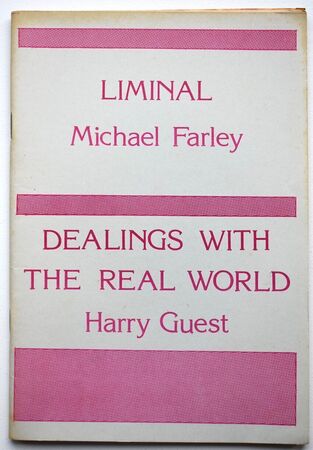 LIMINAL
Michael Farley
DEALINGS WITH
THE REAL WORLD
Harry Guest